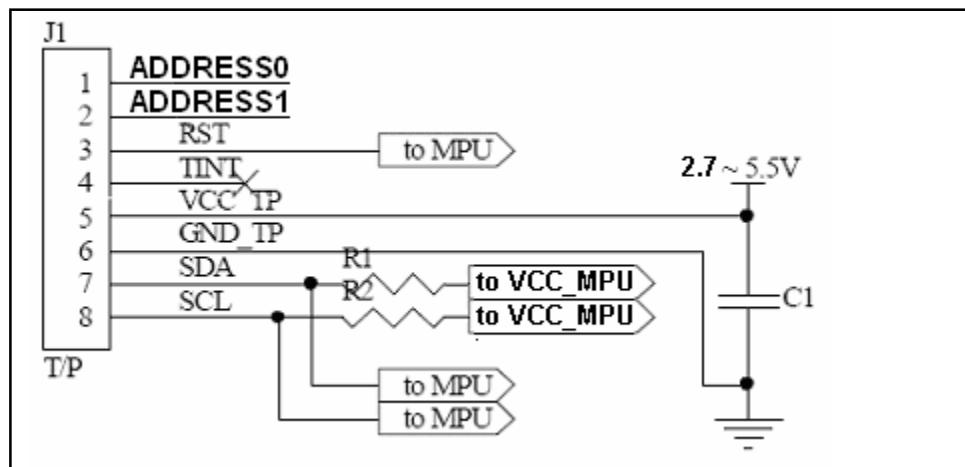 J1
1 ADDRESS0
2 ADDRESS1
3 RST to MPU
4 TINT
2.7 ~ 5.5V
5 VCC_TP
6 GND_TP
7 SDA R1 to VCC_MPU
8 SCL R2 to VCC_MPU
C1
T/P
to MPU
to MPU